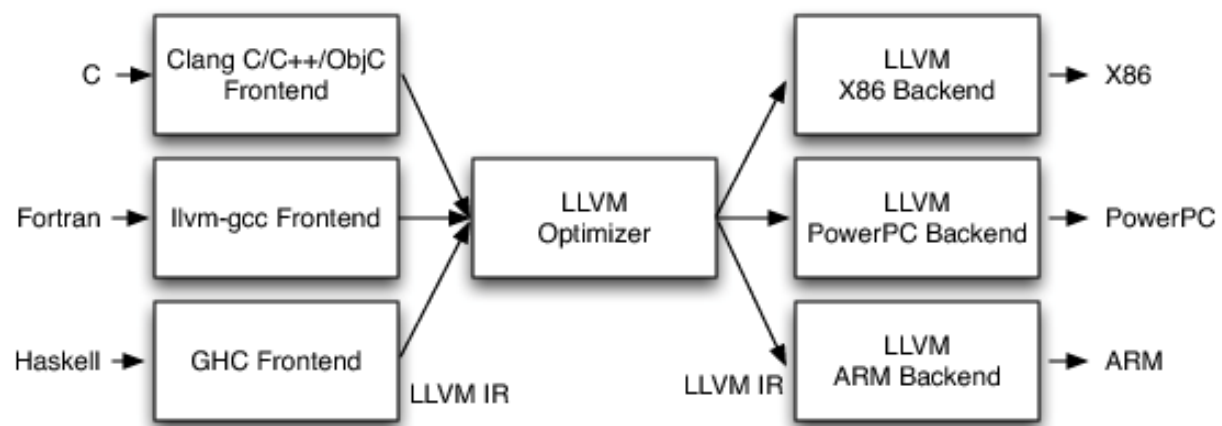 C
Clang C/C++/ObjC
Frontend
LLVM
X86 Backend
X86
Fortran
llvm-gcc Frontend
LLVM
Optimizer
LLVM
PowerPC Backend
PowerPC
Haskell
GHC Frontend
LLVM IR
LLVM IR
LLVM
ARM Backend
ARM